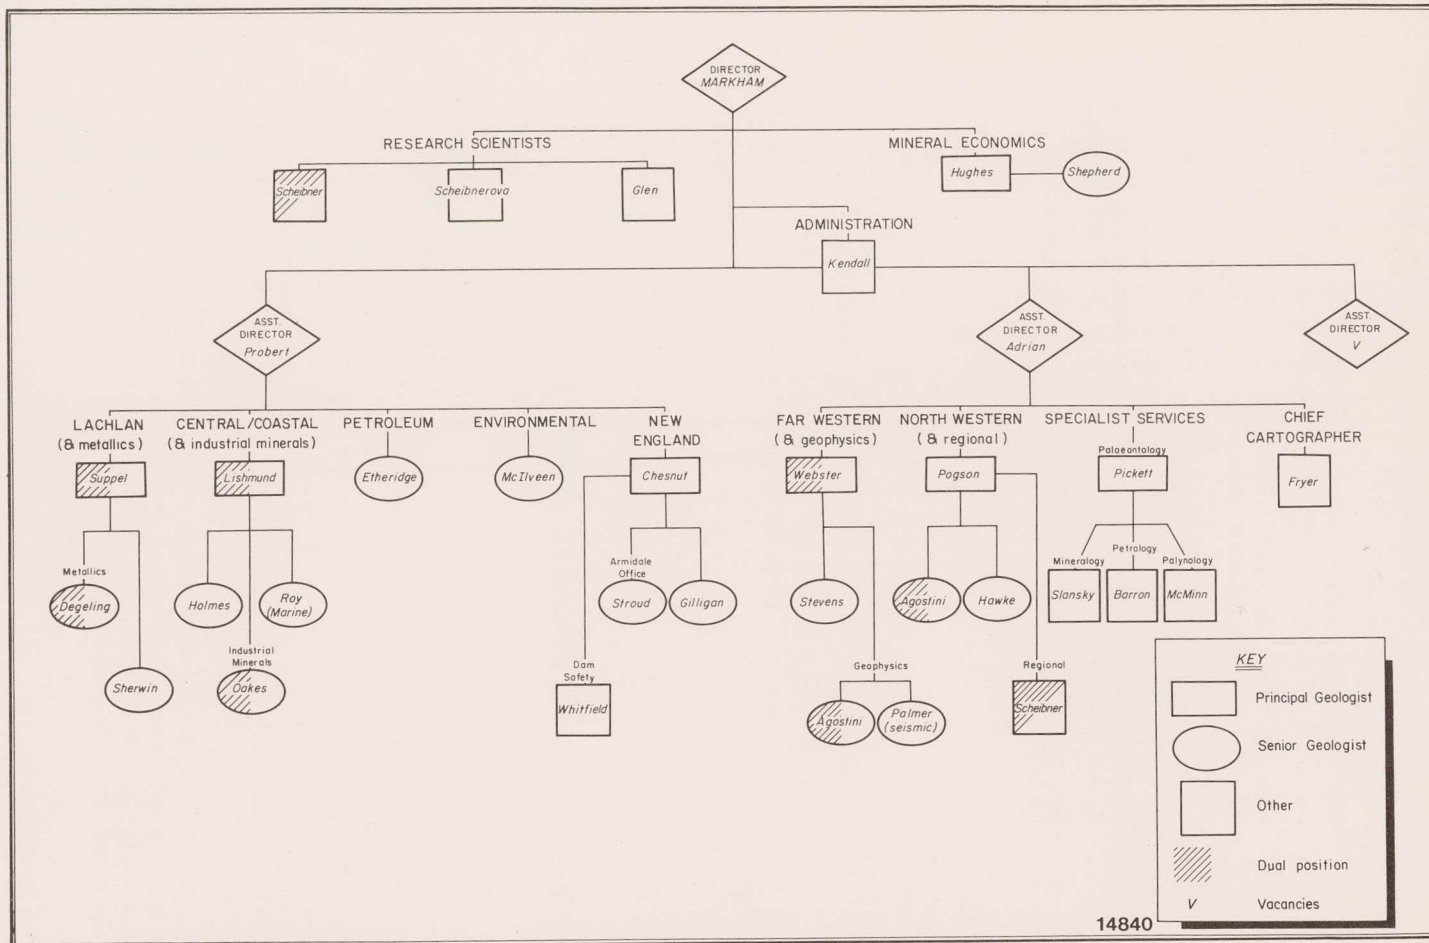 DIRECTOR
MARKHAM
RESEARCH SCIENTISTS
MINERAL ECONOMICS
Scheibner
Scheibnerova
Glen
Hughes
Shepherd
ADMINISTRATION
Kendall
ASST.
DIRECTOR
Probert
ASST.
DIRECTOR
Adrian
ASST.
DIRECTOR
V
LACHLAN
(& metallics)
Suppel
CENTRAL/COASTAL
(& industrial minerals)
Lishmund
PETROLEUM
Etheridge
ENVIRONMENTAL
McIlveen
NEW
ENGLAND
Chesnut
FAR WESTERN
(& geophysics)
Webster
NORTH WESTERN
(& regional)
Pogson
SPECIALIST SERVICES
Palaeontology
Pickett
CHIEF
CARTOGRAPHER
Fryer
Metallics
Degeling
Sherwin
Holmes
Roy
(Marine)
Industrial
Minerals
Oakes
Armidale
Office
Stroud
Gilligan
Dam
Safety
Whitfield
Stevens
Geophysics
Agostini
Palmer
(seismic)
Agostini
Hawke
Regional
Scheibner
Mineralogy
Slansky
Petrology
Barron
Palynology
McMinn
KEY
Principal Geologist
Senior Geologist
Other
Dual position
V
Vacancies
14840